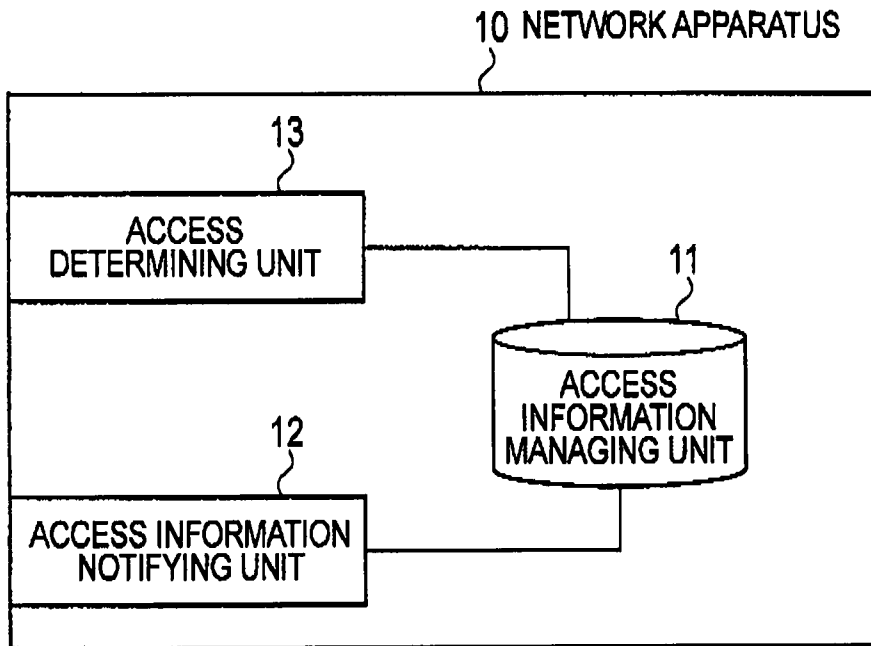 10 NETWORK APPARATUS
13
ACCESS
DETERMINING UNIT
11
ACCESS
INFORMATION
MANAGING UNIT
12
ACCESS INFORMATION
NOTIFYING UNIT